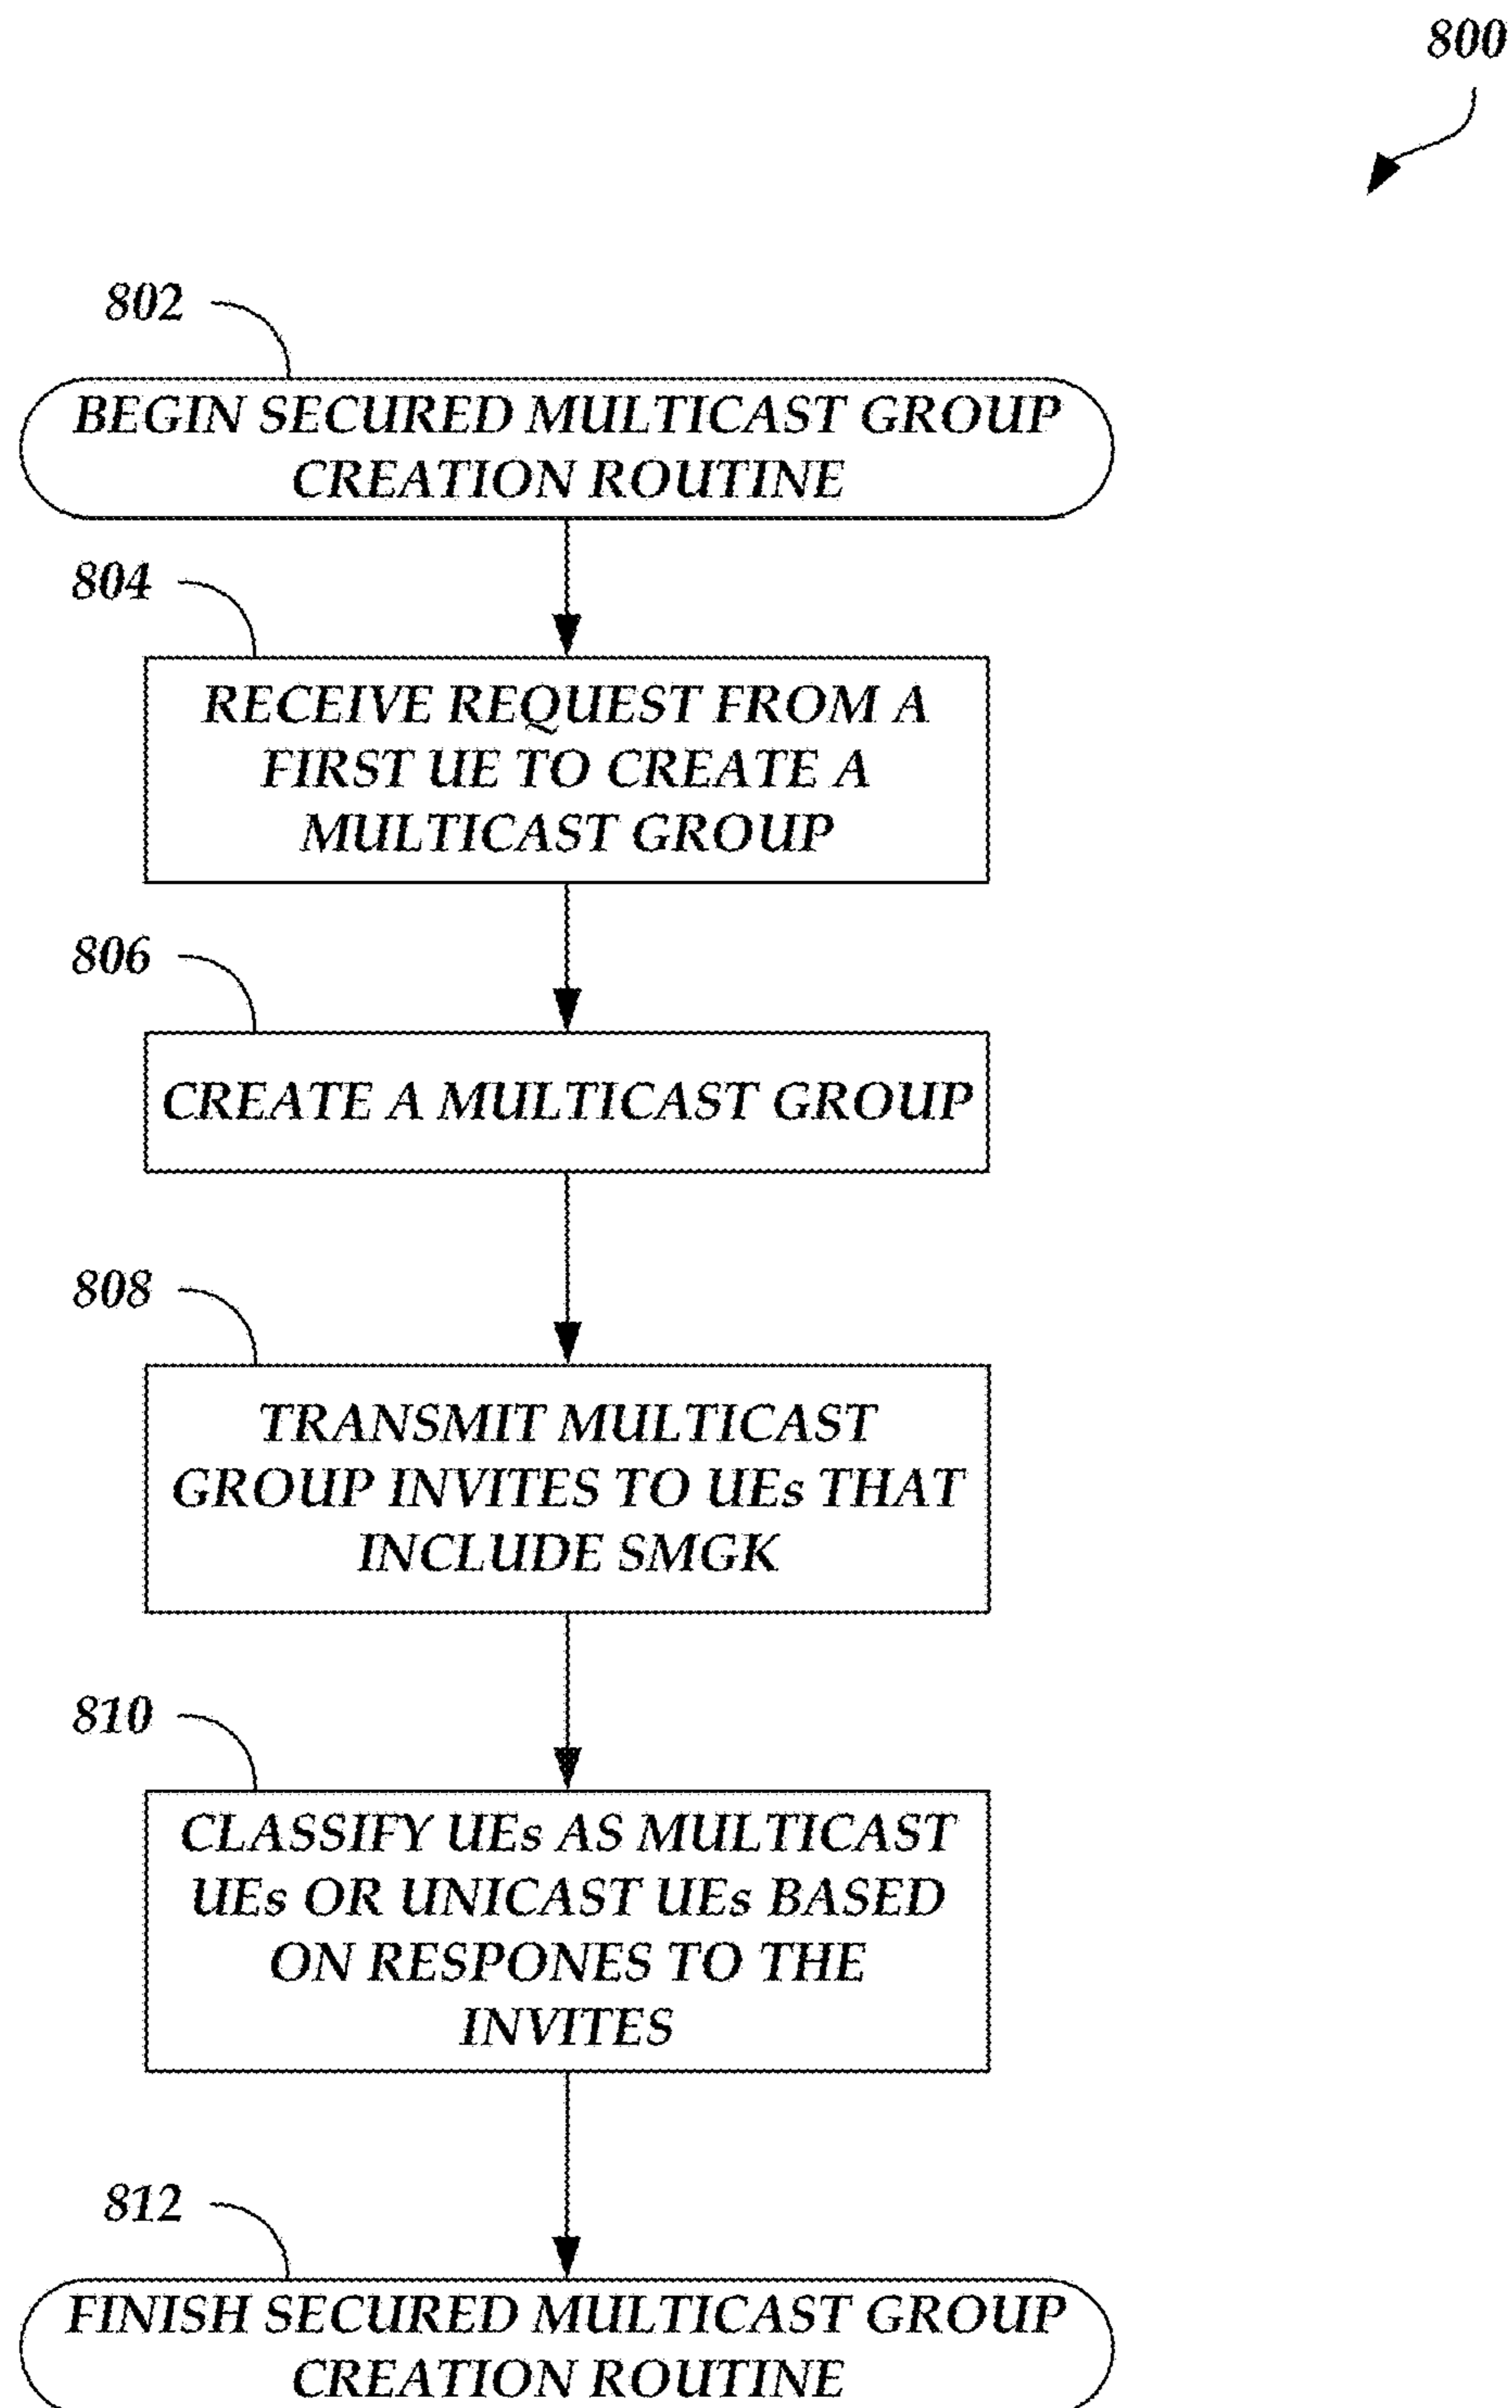 800
802
BEGIN SECURED MULTICAST GROUP
CREATION ROUTINE
804
RECEIVE REQUEST FROM A
FIRST UE TO CREATE A
MULTICAST GROUP
806
CREATE A MULTICAST GROUP
808
TRANSMIT MULTICAST
GROUP INVITES TO UEs THAT
INCLUDE SMGK
810
CLASSIFY UEs AS MULTICAST
UEs OR UNICAST UEs BASED
ON RESPONES TO THE
INVITES
812
FINISH SECURED MULTICAST GROUP
CREATION ROUTINE